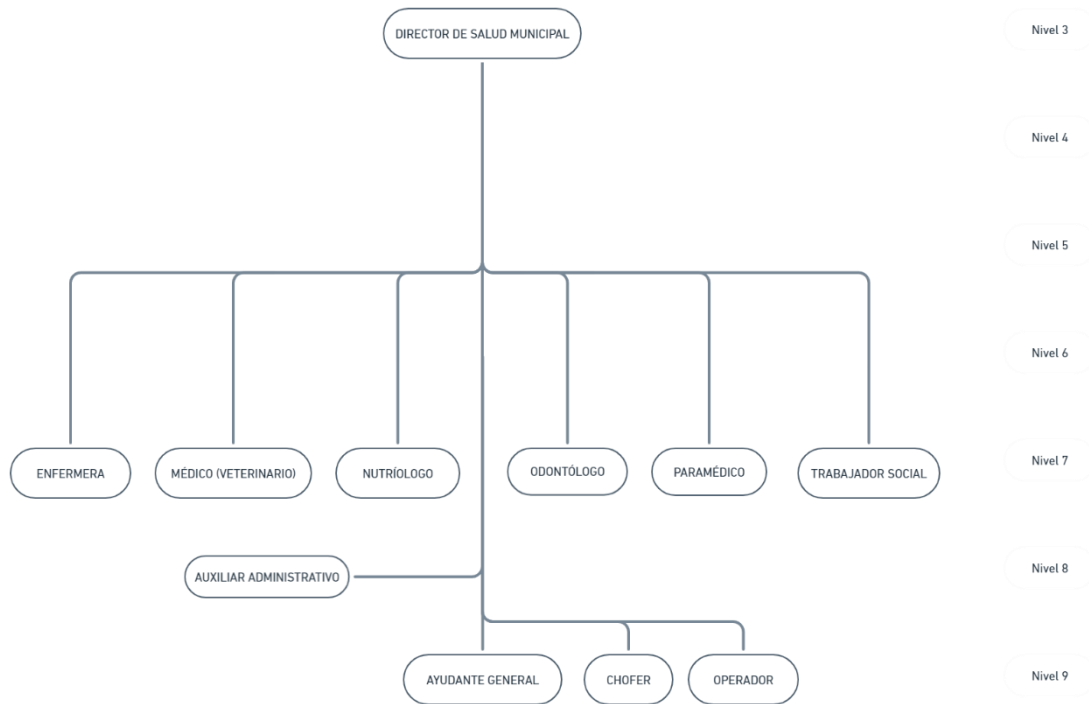 DIRECTOR DE SALUD MUNICIPAL
Nivel 3
Nivel 4
Nivel 5
Nivel 6
ENFERMERA
MÉDICO (VETERINARIO)
NUTRÍOLOGO
ODONTÓLOGO
PARAMÉDICO
TRABAJADOR SOCIAL
Nivel 7
AUXILIAR ADMINISTRATIVO
Nivel 8
AYUDANTE GENERAL
CHOFER
OPERADOR
Nivel 9